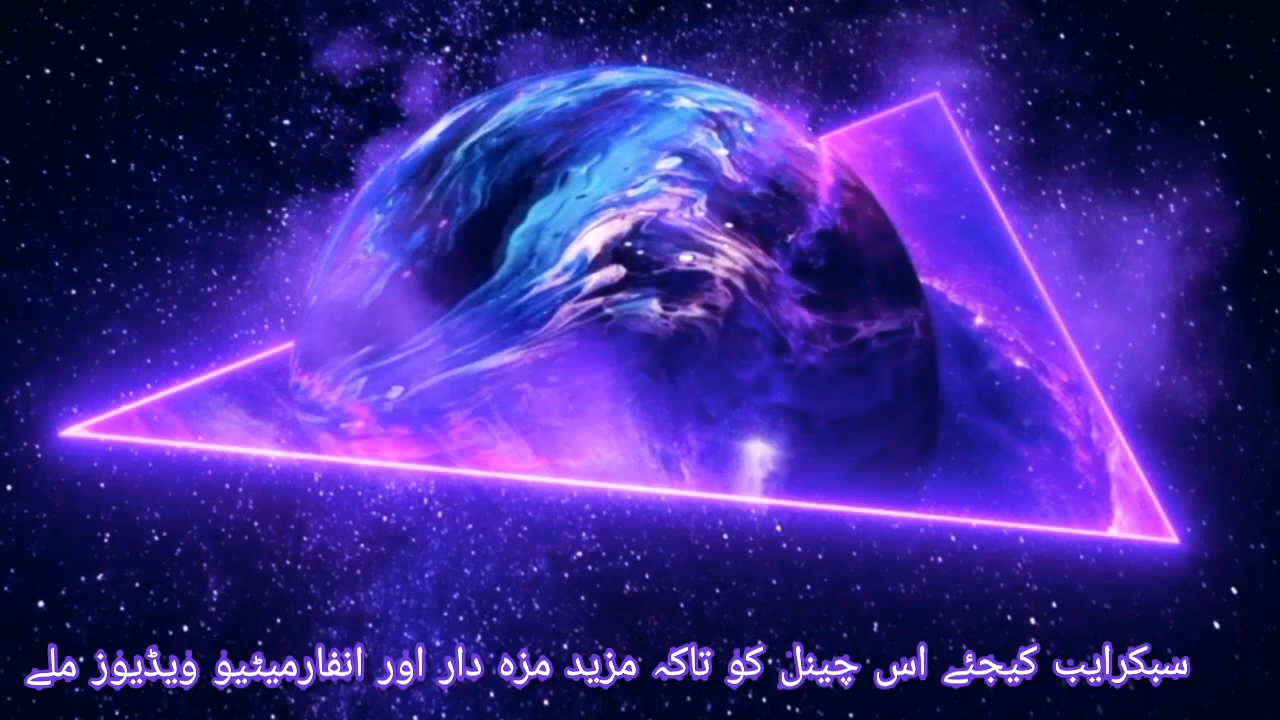 سبکرایب کیجئے اس چینل کو تاکہ مزید مزہ دار اور انفارمیٹیو ویڈیوز ملے